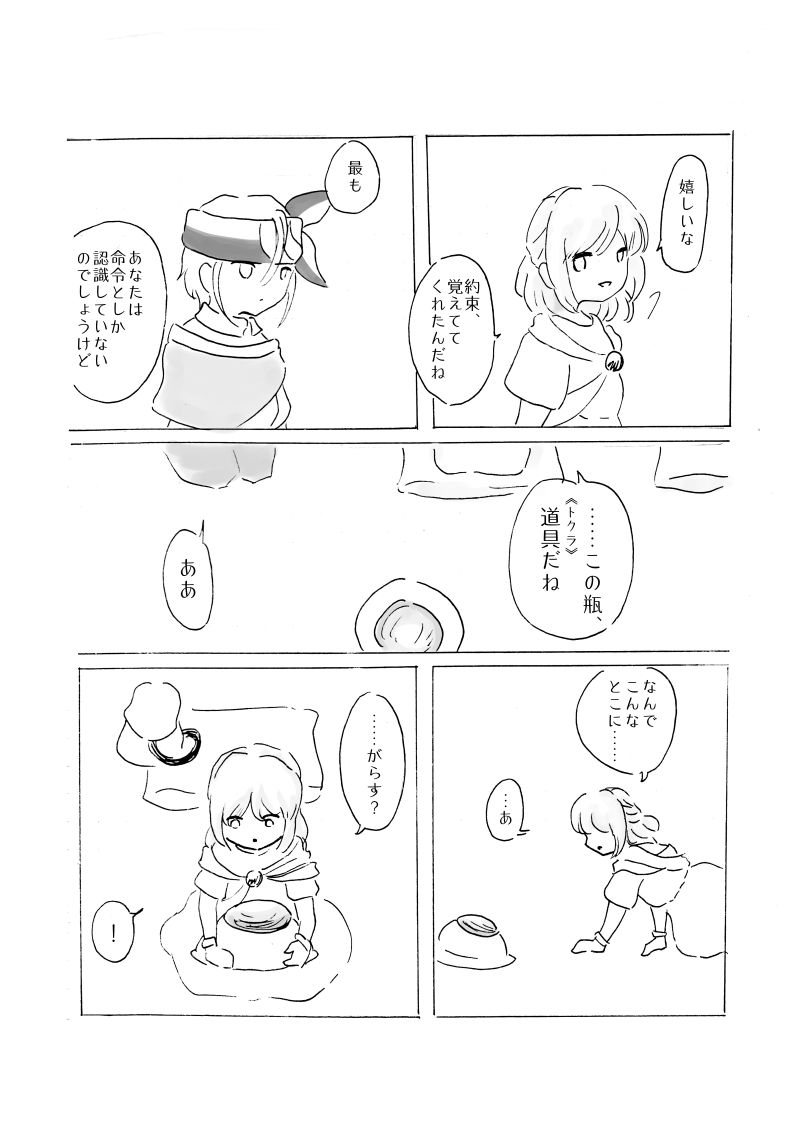 嬉しいな
約束、
覚えてて
くれたんだね
最も
あなたは
命令としか
認識していない
のでしょうけど
……この瓶、
《トクラ》
道具だね
ああ
なんで
こんな
とこに……
…あ
……がらす?
!